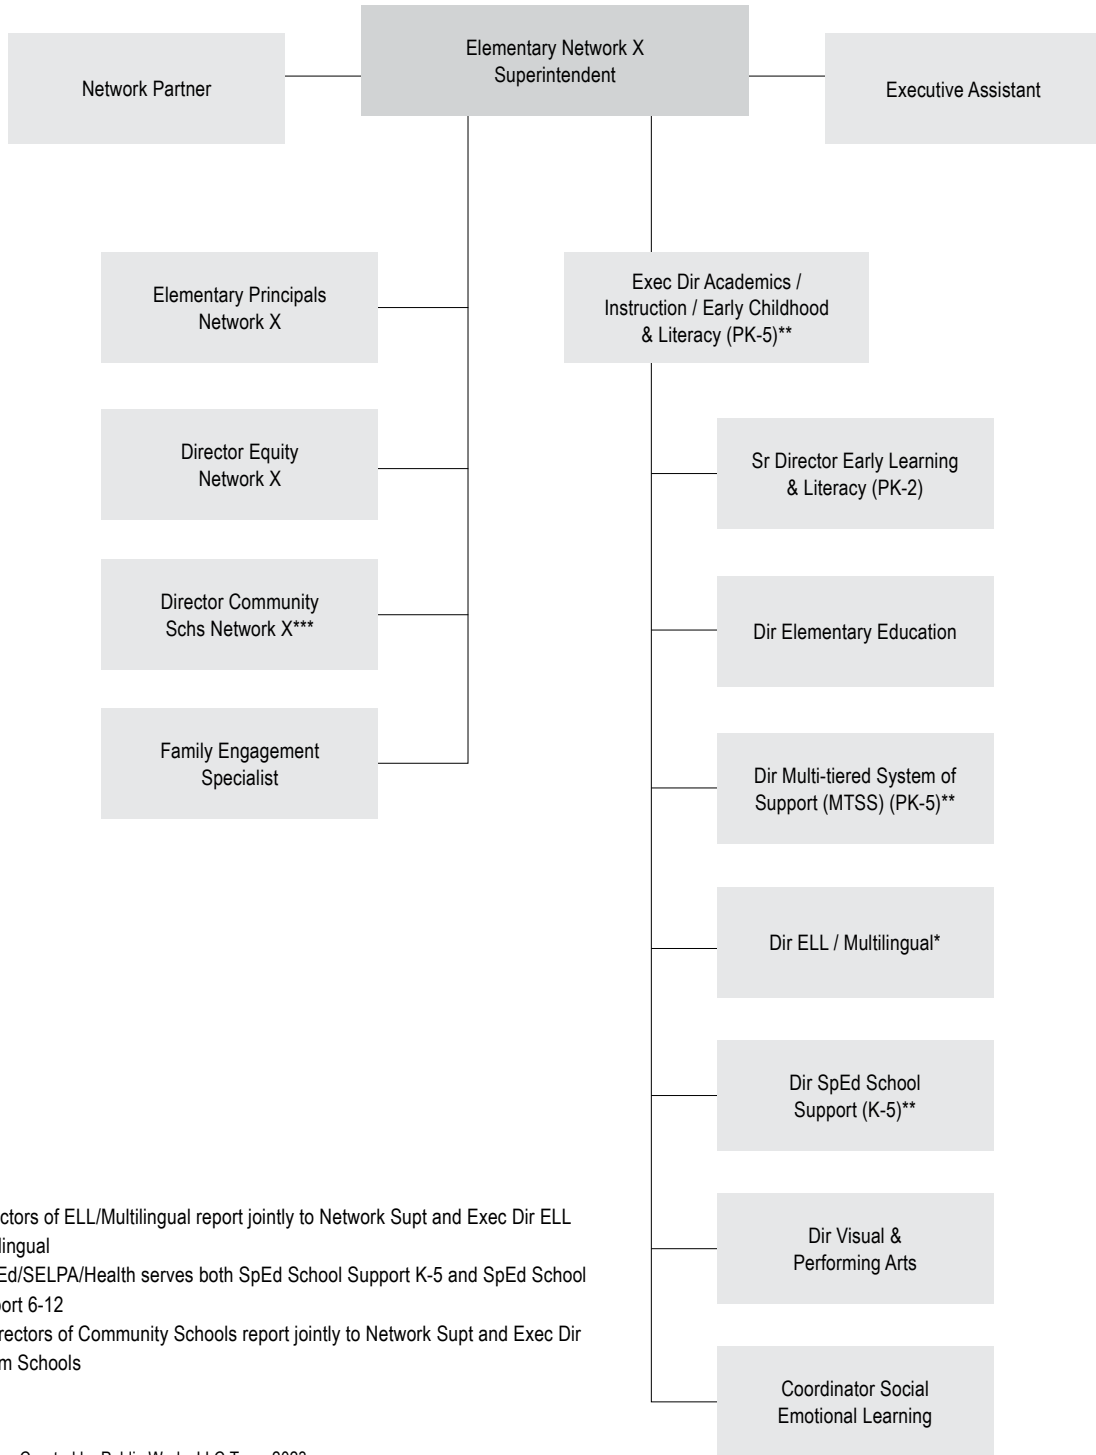 Elementary Network X
Superintendent
Network Partner
Executive Assistant
Elementary Principals
Network X
Director Equity
Network X
Director Community
Schs Network X***
Family Engagement
Specialist
Exec Dir Academics /
Instruction / Early Childhood
& Literacy (PK-5)**
Sr Director Early Learning
& Literacy (PK-2)
Dir Elementary Education
Dir Multi-tiered System of
Support (MTSS) (PK-5)**
Dir ELL / Multilingual*
Dir SpEd School
Support (K-5)**
Dir Visual &
Performing Arts
Coordinator Social
Emotional Learning
of ELL/Multilingual report jointly to Network Supt and Exec Dir ELL
Ed/SELPA/Health serves both SpEd School Support K-5 and SpEd School
6-12
of Community Schools report jointly to Network Supt and Exec Dir
Schools